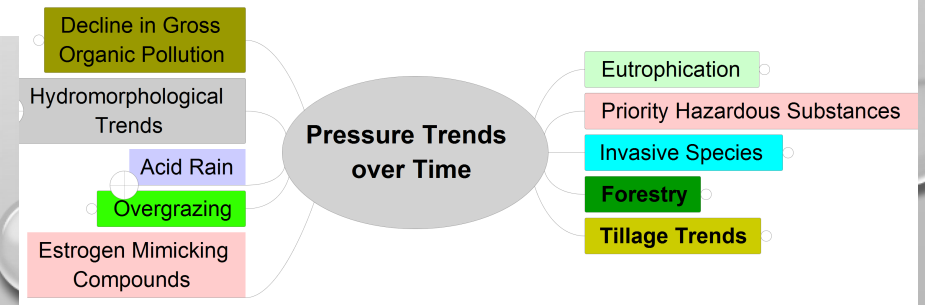 Decline in Gross
Organic Pollution
Hydromorphological
Trends
Acid Rain
Overgrazing
Estrogen Mimicking
Compounds
Pressure Trends
over Time
Eutrophication
Priority Hazardous Substances
Invasive Species
Forestry
Tillage Trends